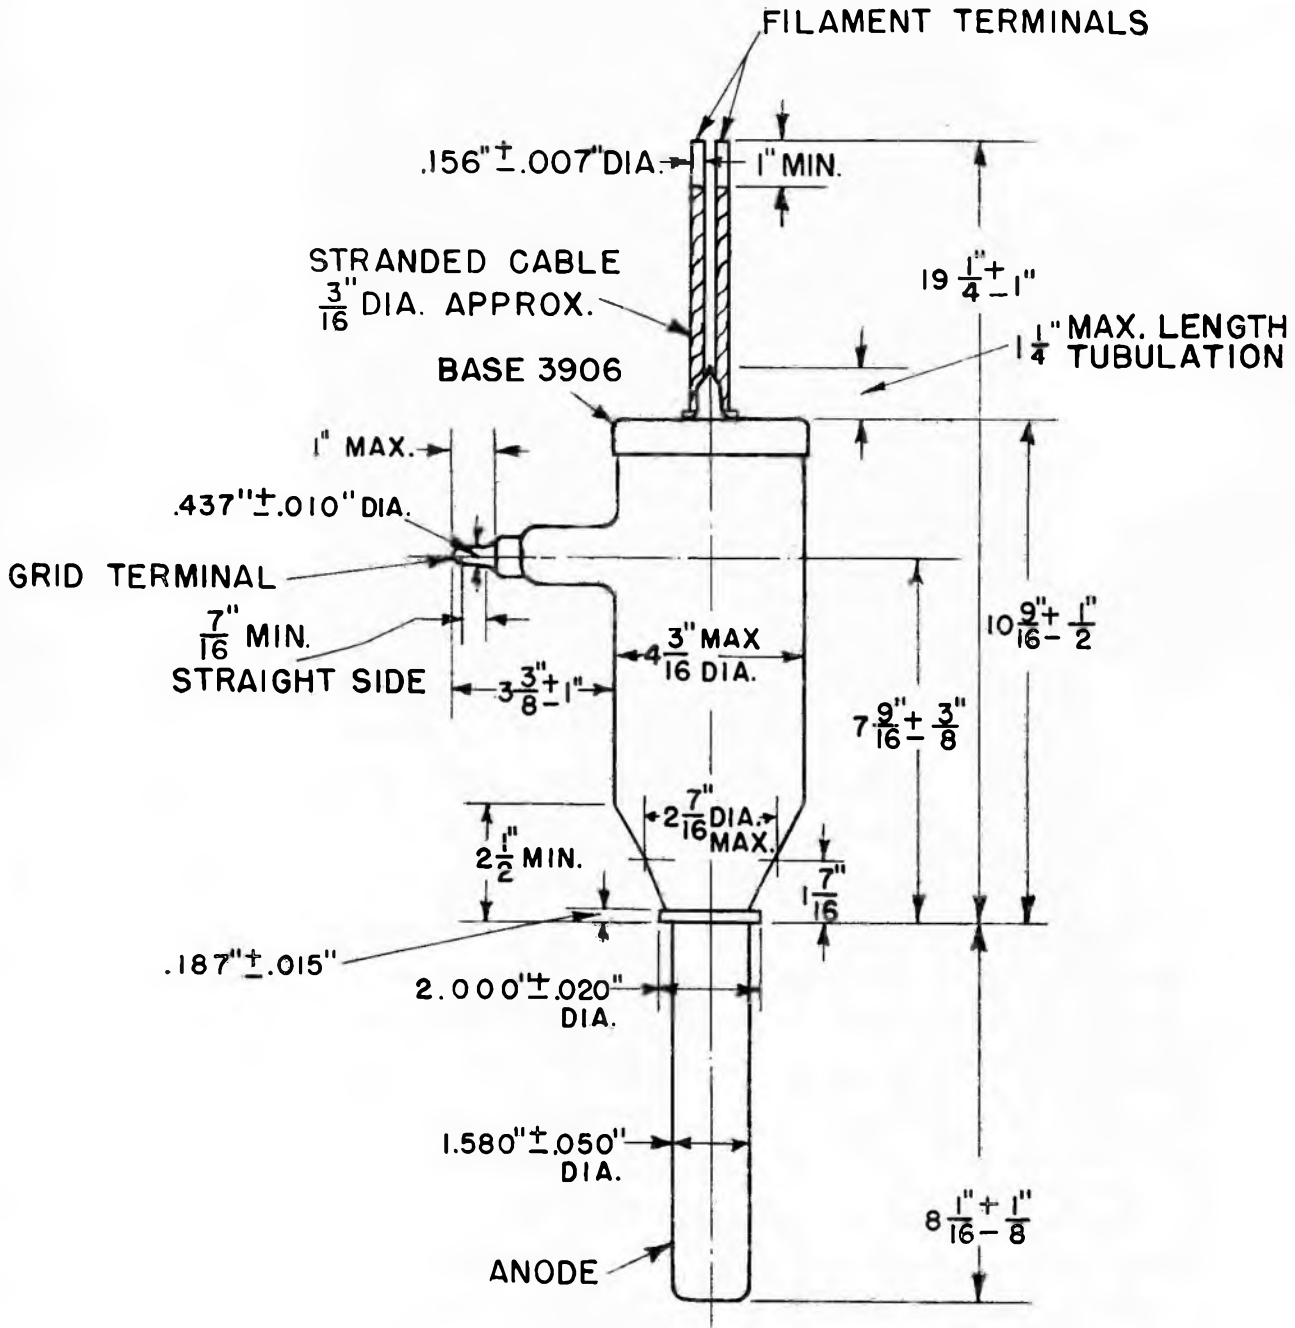 FILAMENT TERMINALS
.156"±.007" DIA.
1" MIN.
STRANDED CABLE
3/16" DIA. APPROX.
19 1/4" ± 1"
1 1/4" MAX. LENGTH
TUBULATION
BASE 3906
1" MAX.
.437"±.010" DIA.
GRID TERMINAL
7/16" MIN.
STRAIGHT SIDE
3 3/8" ± 1"
4 3/16" MAX
DIA.
10 9/16" ± 1/2"
7 9/16" ± 3/8"
2 7/16" DIA.
MAX.
2 1/2" MIN.
1 7/16"
.187"±.015"
2.000"±.020"
DIA.
1.580"±.050"
DIA.
8 1/16" ± 1/8"
ANODE